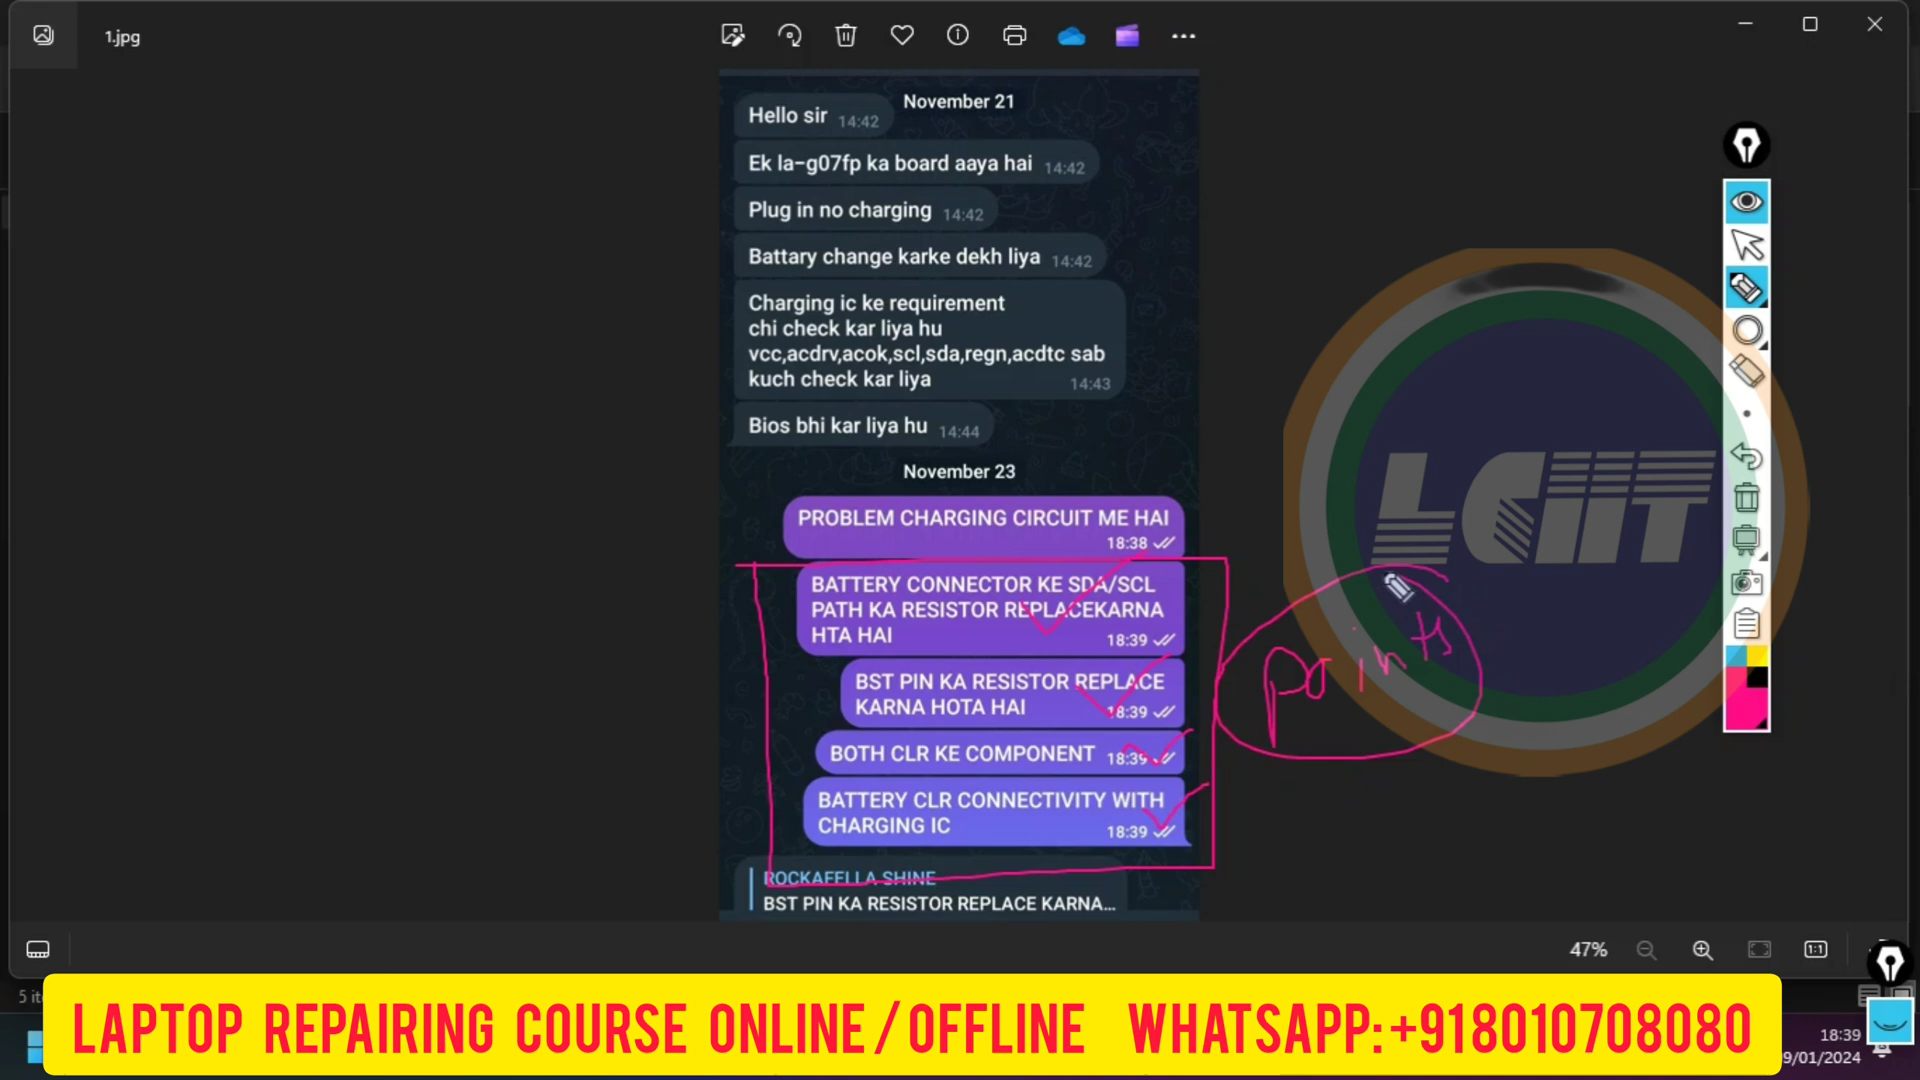 1.jpg
November 21
Hello sir 14:42
Ek la-g07fp ka board aaya hai 14:42
Plug in no charging 14:42
Battary change karke dekh liya 14:42
Charging ic ke requirement
chi check kar liya hu
vcc,acdrv,acok,scl,sda,regn,acdtc sab
kuch check kar liya 14:43
Bios bhi kar liya hu 14:44
November 23
PROBLEM CHARGING CIRCUIT ME HAI
18:38
BATTERY CONNECTOR KE SDA/SCL
PATH KA RESISTOR REPLACEKARNA
HTA HAI 18:39
BST PIN KA RESISTOR REPLACE
KARNA HOTA HAI 18:39
BOTH CLR KE COMPONENT 18:39
BATTERY CLR CONNECTIVITY WITH
CHARGING IC 18:39
ROCKAFELLA SHINE
BST PIN KA RESISTOR REPLACE KARNA...
points
LCIIT
47%
1:1
LAPTOP REPAIRING COURSE ONLINE/OFFLINE WHATSAPP:+918010708080
18:39
9/01/2024